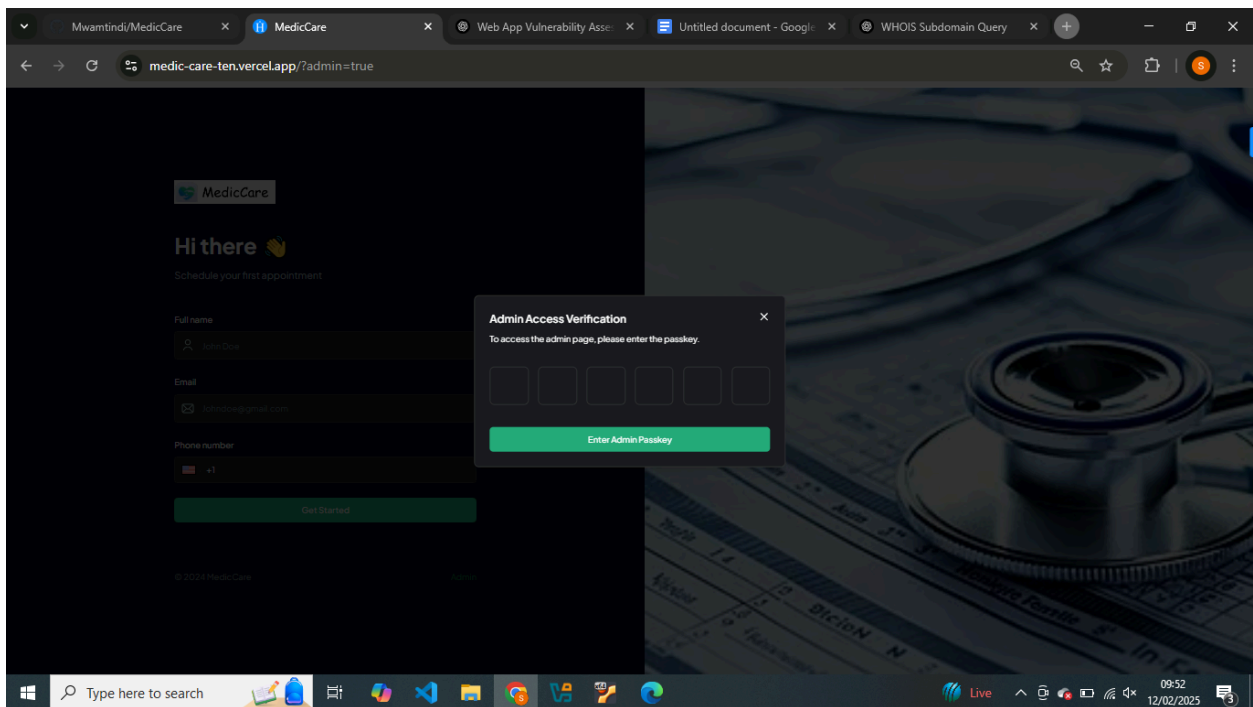 Mwamtindi/MedicCare
MedicCare
Web App Vulnerability Asses
Untitled document - Google
WHOIS Subdomain Query
medic-care-ten.vercel.app/?admin=true
S
MedicCare
Hi there 👋
Schedule your first appointment
Full name
John Doe
Email
Johndoe@gmail.com
Phone number
+1
Get Started
© 2024 MedicCare
Admin
Admin Access Verification
To access the admin page, please enter the passkey.
Enter Admin Passkey
Type here to search
Live
09:52
12/02/2025
3